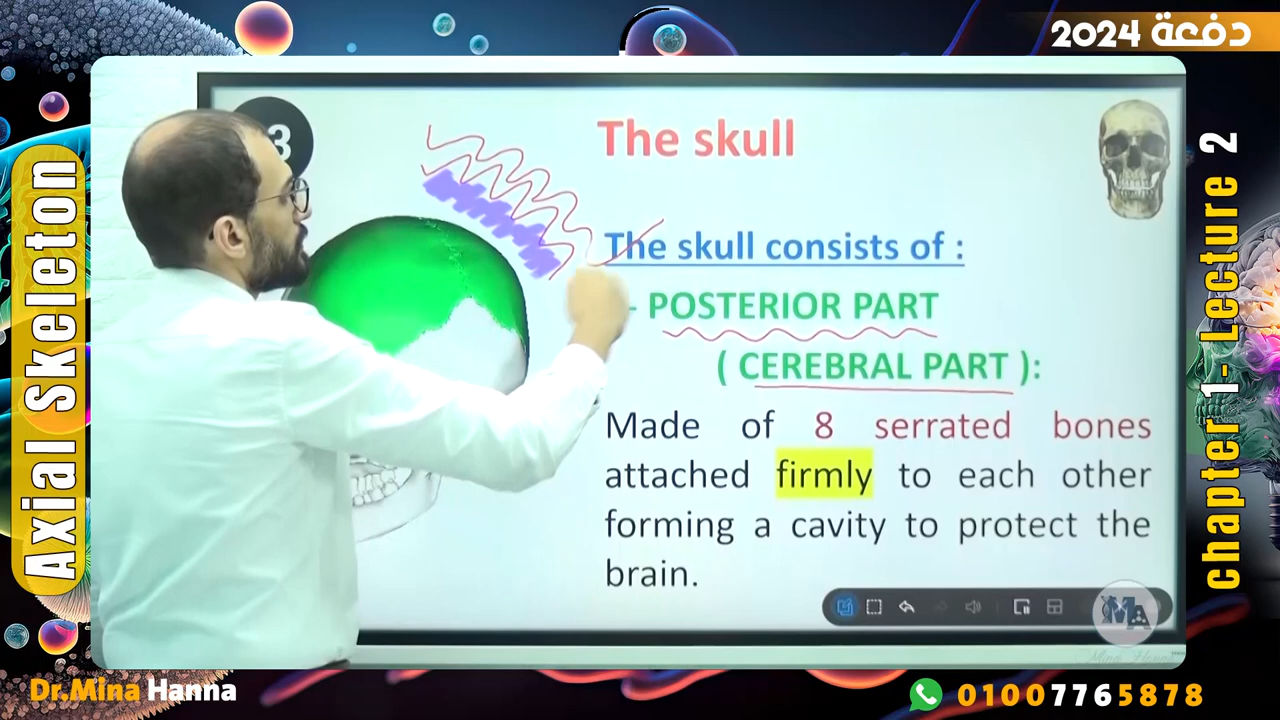 دفعة 2024
Axial Skeleton
3
The skull
The skull consists of :
- POSTERIOR PART
( CEREBRAL PART ):
Made of 8 serrated bones
attached firmly to each other
forming a cavity to protect the
brain.
MA
chapter 1- Lecture 2
Dr.Mina Hanna
01007765878